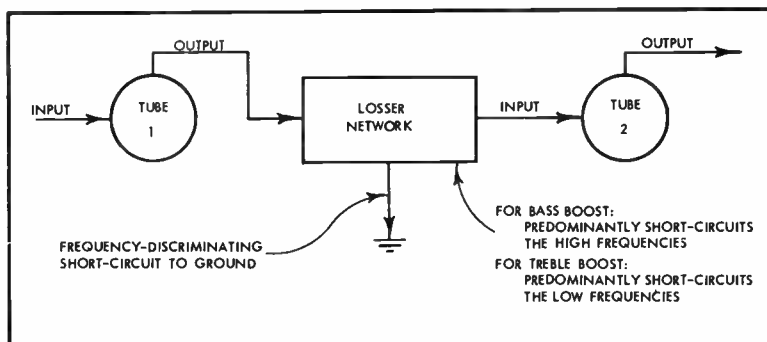 OUTPUT
INPUT
TUBE
1
LOSSER
NETWORK
INPUT
OUTPUT
TUBE
2
FREQUENCY-DISCRIMINATING
SHORT-CIRCUIT TO GROUND
FOR BASS BOOST:
PREDOMINANTLY SHORT-CIRCUITS
THE HIGH FREQUENCIES
FOR TREBLE BOOST:
PREDOMINANTLY SHORT-CIRCUITS
THE LOW FREQUENCIES